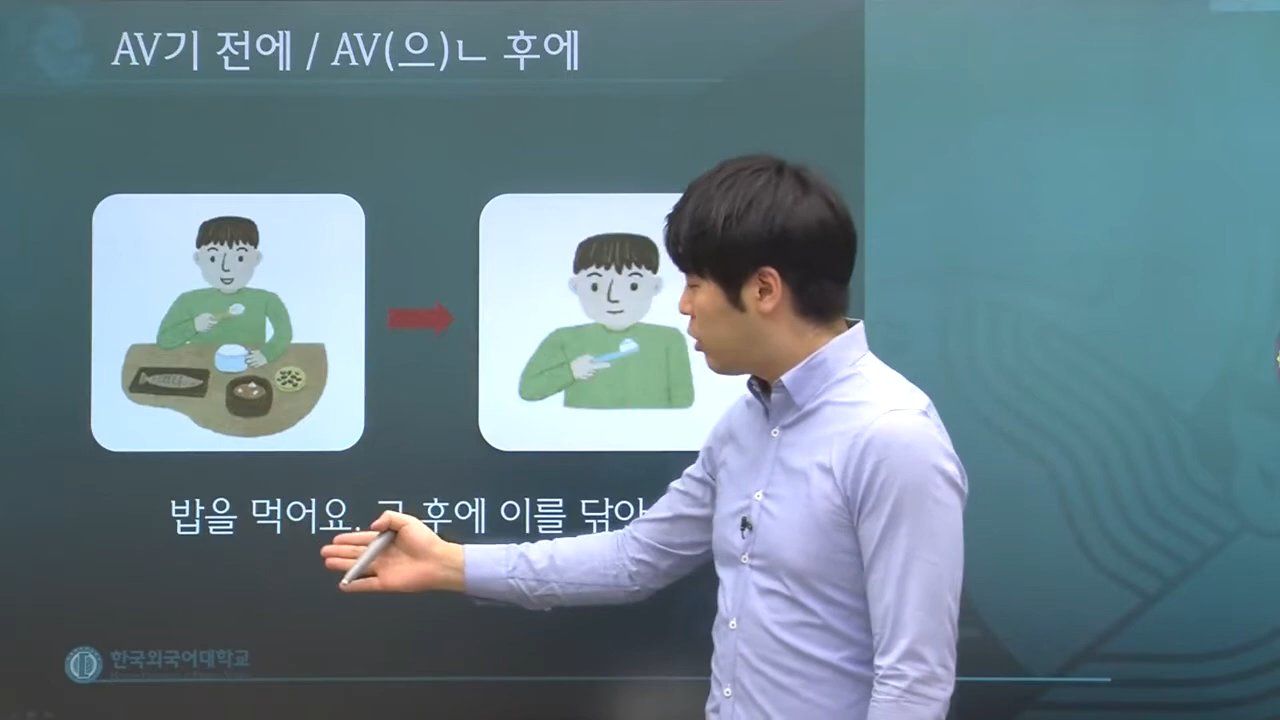 AV기 전에 / AV(으)ㄴ 후에
밥을 먹어요. 그 후에 이를 닦아
한국외국어대학교